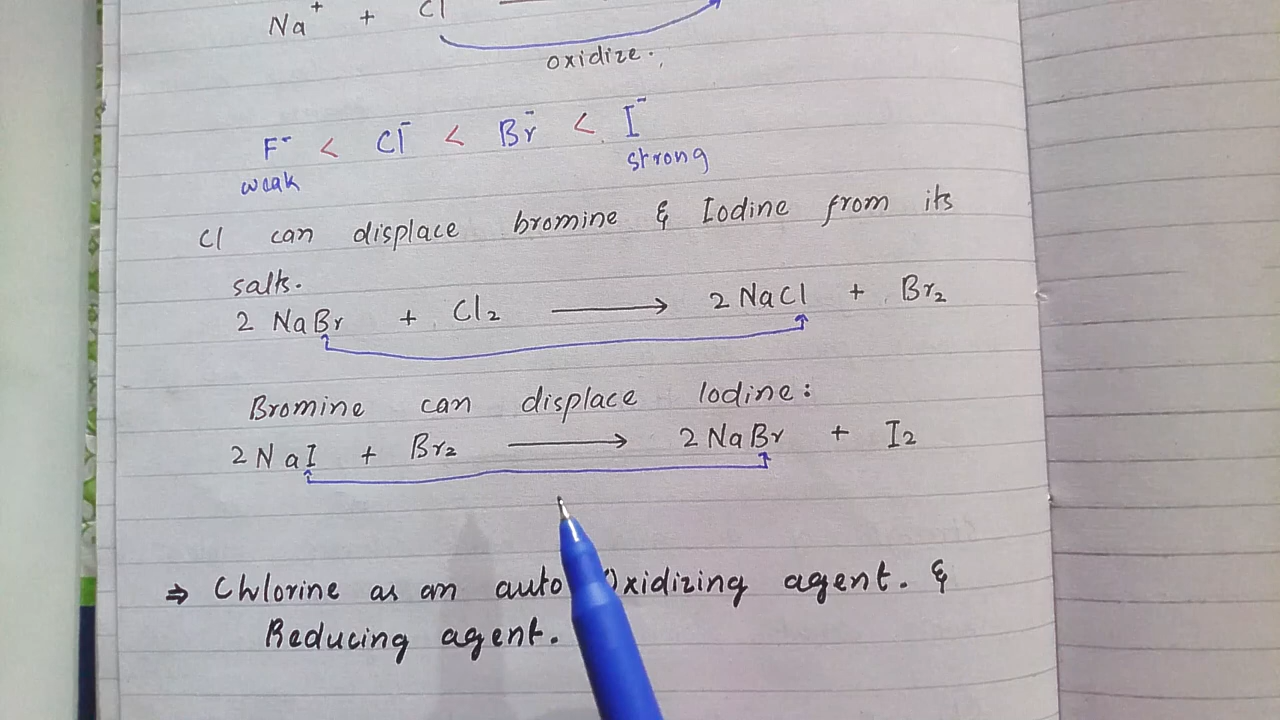 Na⁺ + Cl
oxidize.
F⁻ < Cl⁻ < Br⁻ < I⁻
weak strong
Cl can displace bromine & Iodine from its
salts.
2 NaBr + Cl₂ ⟶ 2 NaCl + Br₂
Bromine can displace Iodine:
2 NaI + Br₂ ⟶ 2 NaBr + I₂
⇒ Chlorine as an auto Oxidizing agent. &
Reducing agent.